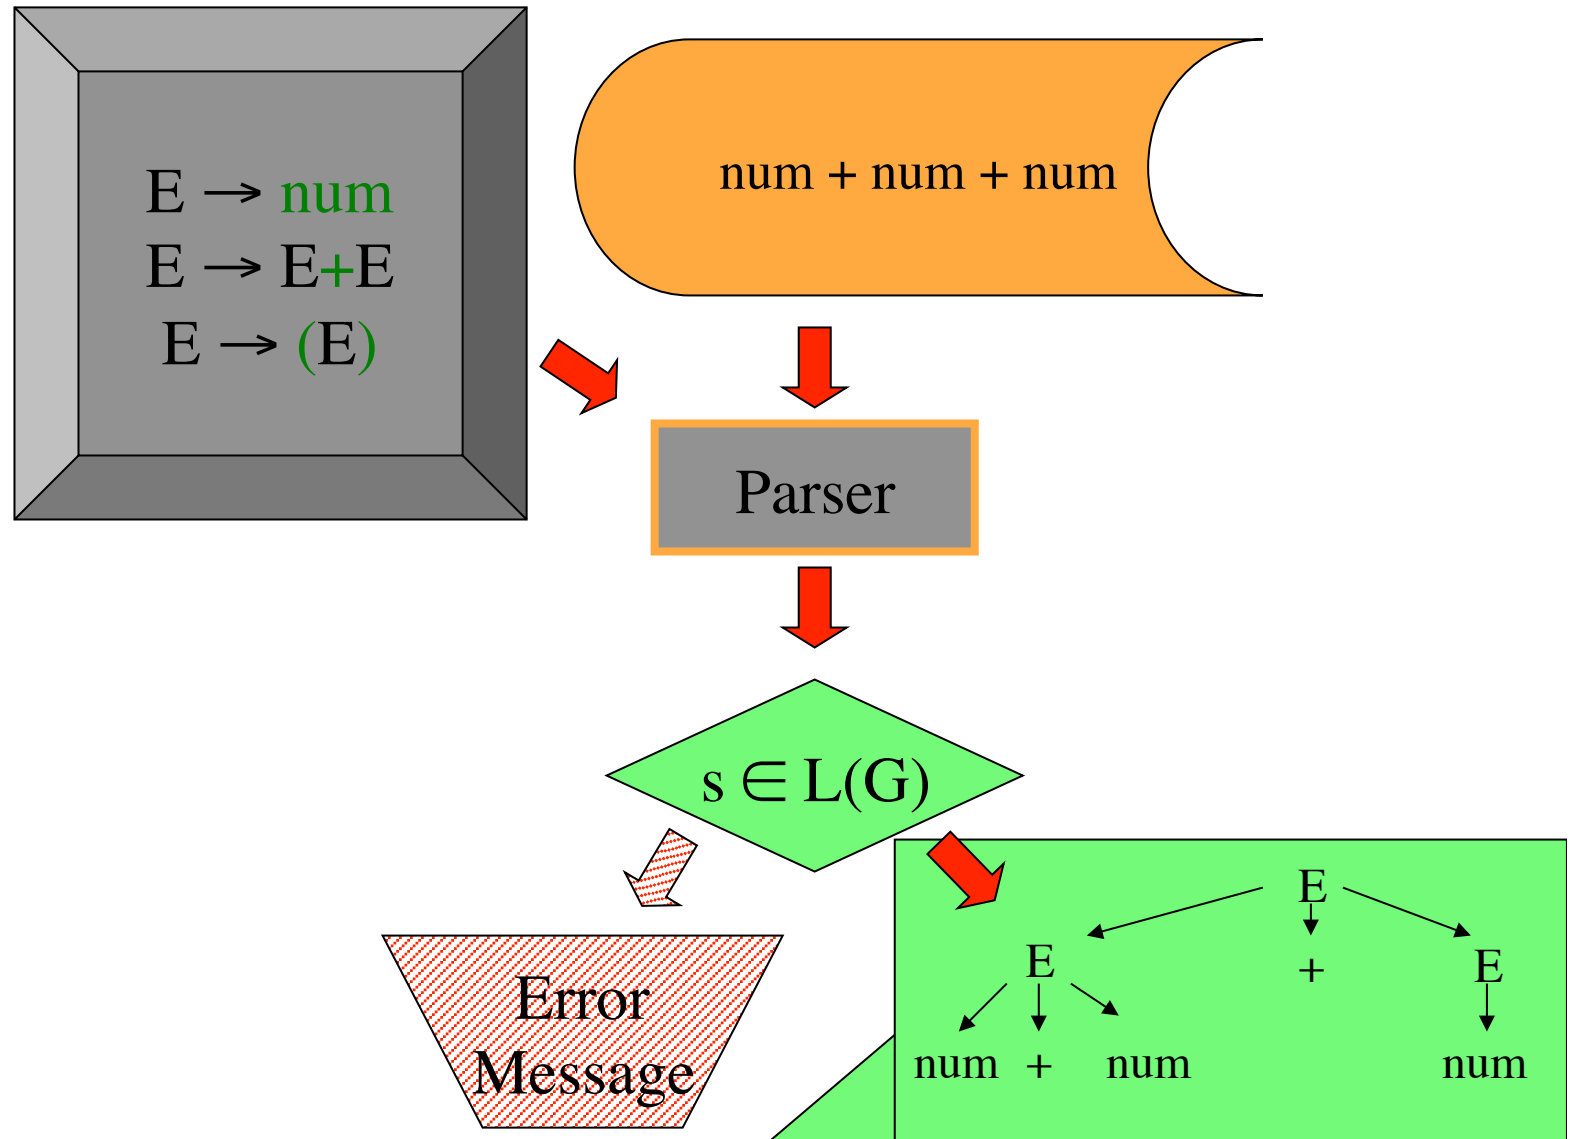 E → num
E → E+E
E → (E)
num + num + num
Parser
s ∈ L(G)
Error
Message
E
E + E
num + num num